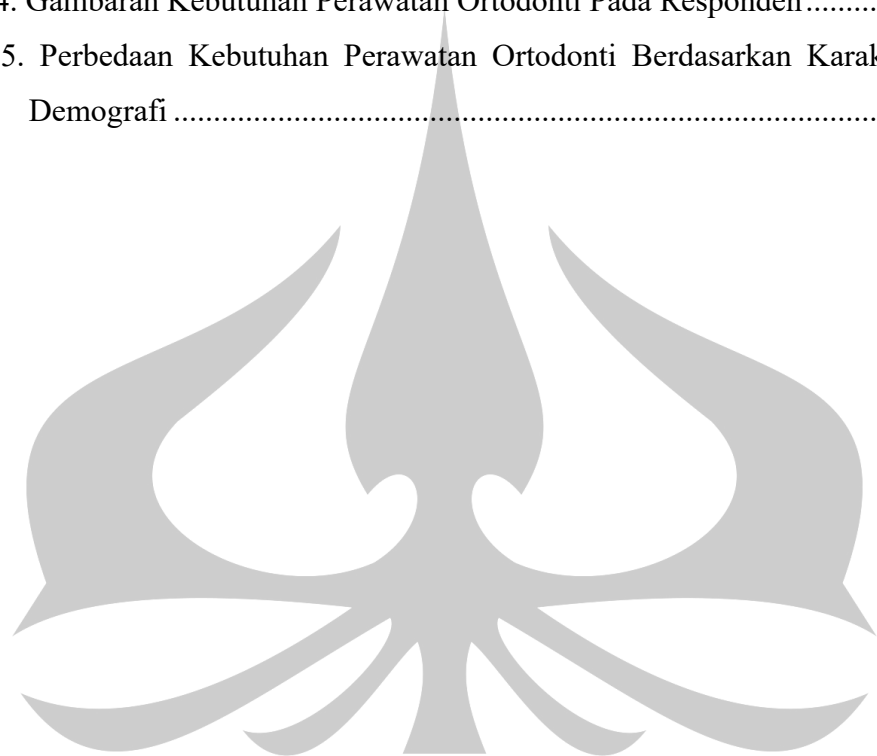 4. Gambaran Kebutuhan Perawatan Ortodonti Pada Responden.........
5. Perbedaan Kebutuhan Perawatan Ortodonti Berdasarkan Karak
Demografi ........................................................................................